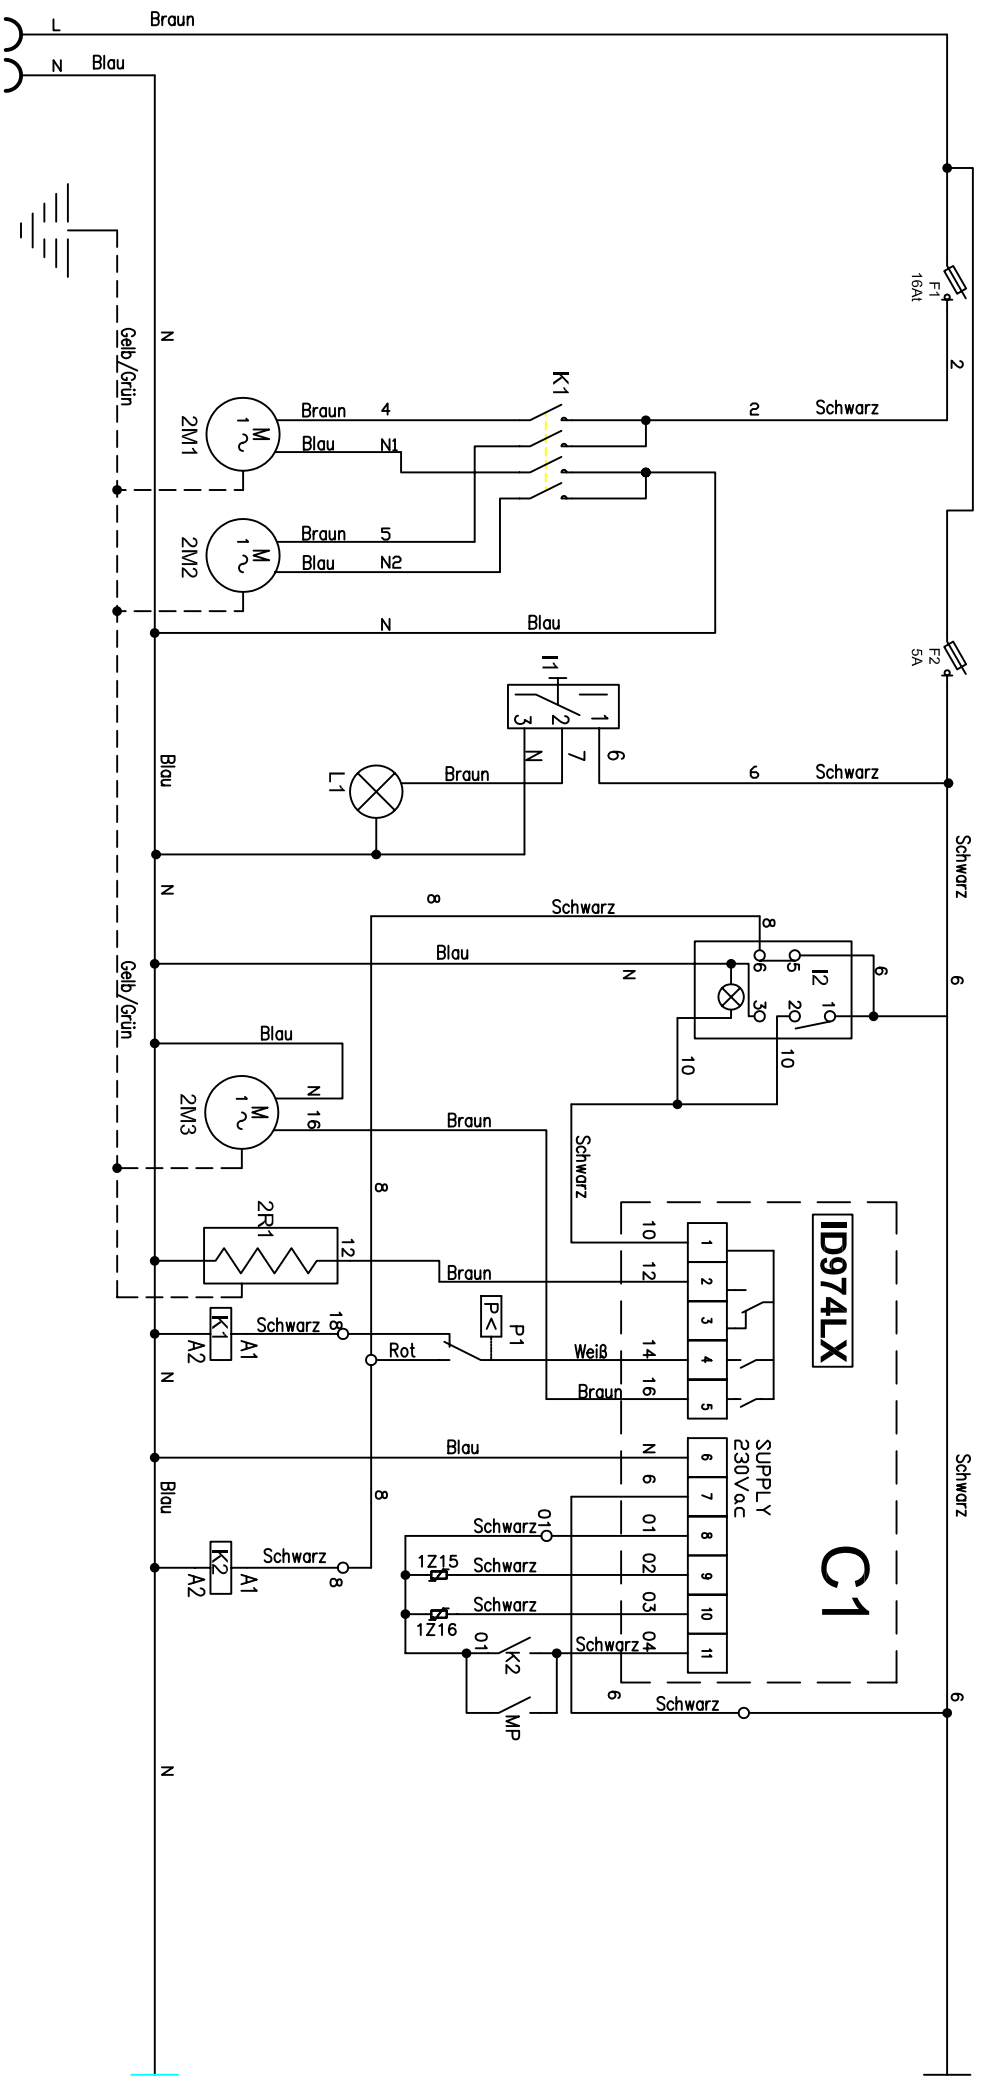 L
Braun
N
Blau
F1
16At
2
Gelb/Grün
N
K1
2M1
M
1
Braun
4
Blau
N1
2
Schwarz
2M2
M
1
Braun
5
Blau
N2
N
Blau
F2
5A
I1
3
2
1
N
7
6
Blau
L1
Braun
6
Schwarz
Schwarz
N
8
Schwarz
8
Blau
N
6
5
I2
6
3
2
1
6
10
10
Gelb/Grün
Blau
2M3
M
1
N
16
Braun
Schwarz
8
2R1
12
Braun
10
12
14
16
1
2
3
4
5
ID974LX
K1
A1
A2
Schwarz
18
Rot
P<
P1
Weiß
Braun
N
Blau
N
6
01
02
03
04
6
7
8
9
10
11
SUPPLY
230Vac
C1
Schwarz
Blau
8
K2
A1
A2
Schwarz
8
Schwarz
01
1Z15
Schwarz
1Z16
Schwarz
01
K2
Schwarz
MP
6
Schwarz
6
N